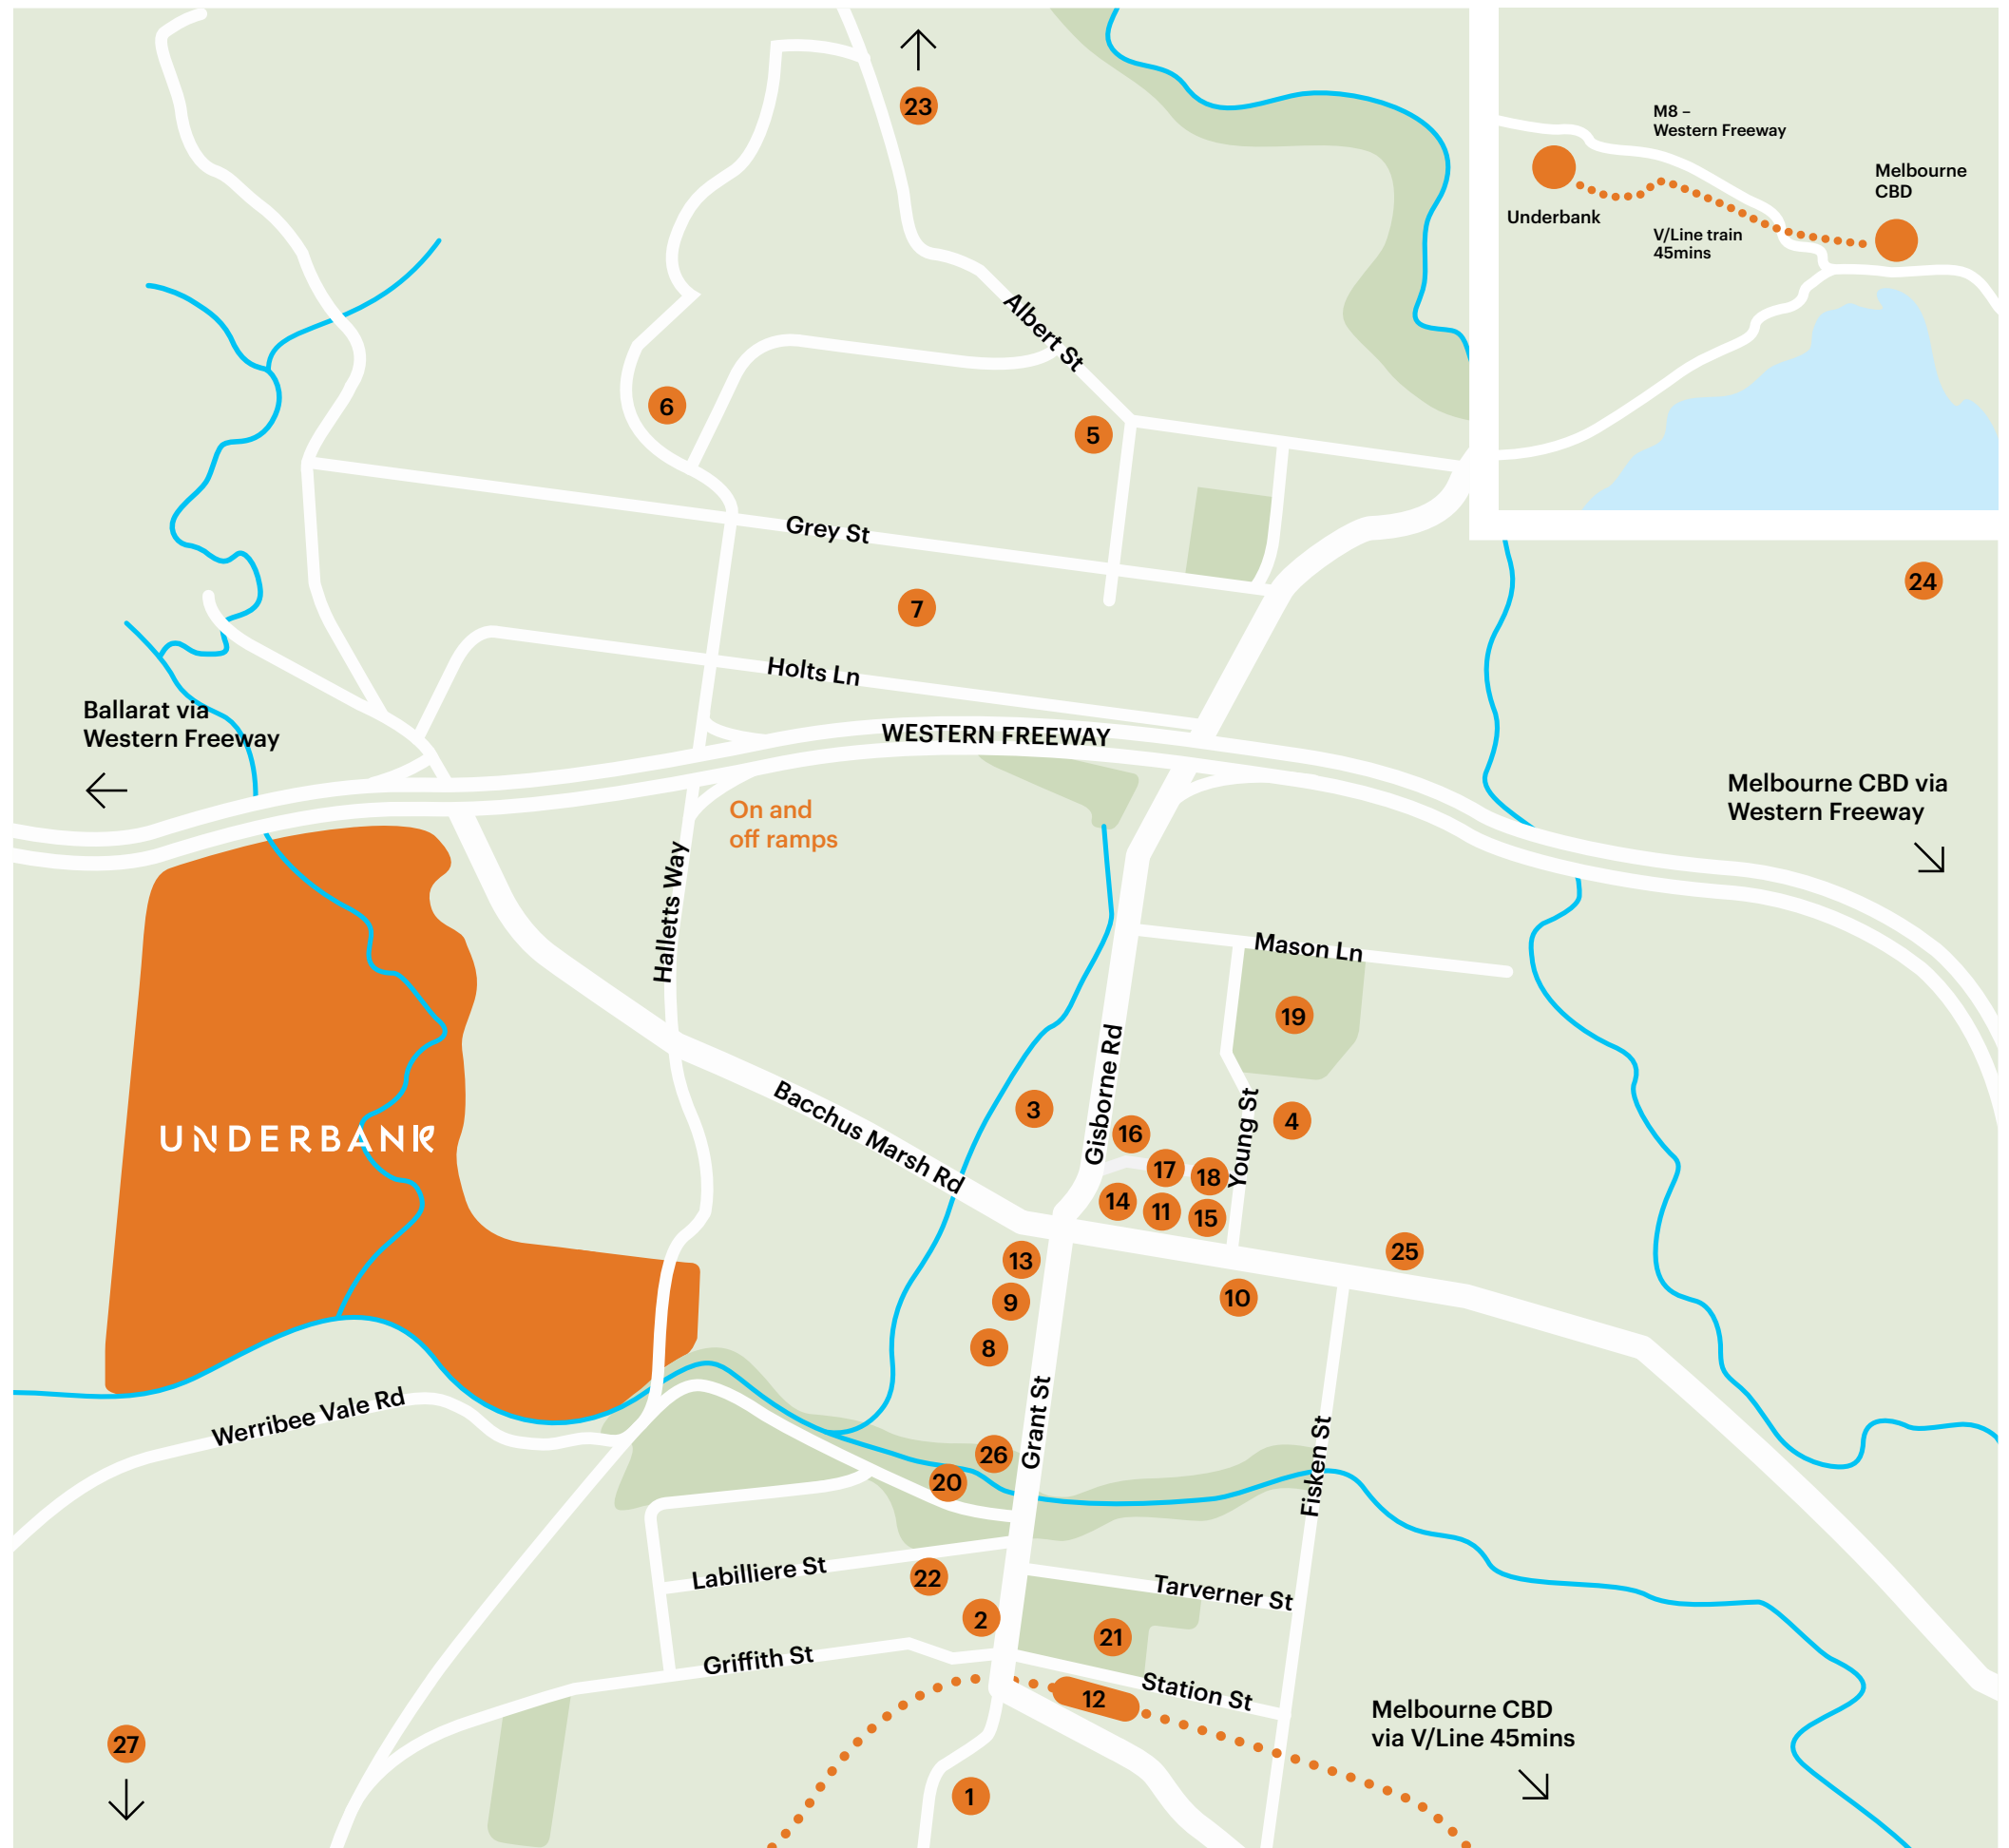 23
M8 –
Western Freeway
Melbourne
CBD
Underbank
V/Line train
45mins
Albert St
6
5
Grey St
24
7
Holts Ln
Ballarat via
Western Freeway
WESTERN FREEWAY
Melbourne CBD via
Western Freeway
On and
off ramps
Halletts Way
Mason Ln
19
Gisborne Rd
Bacchus Marsh Rd
3
4
Young St
UNDERBANK
16
17
18
14
11
15
25
13
10
9
8
Grant St
Werribee Vale Rd
Fisken St
26
20
Labilliere St
22
Tarverner St
2
21
Griffith St
Station St
12
Melbourne CBD
via V/Line 45mins
27
1